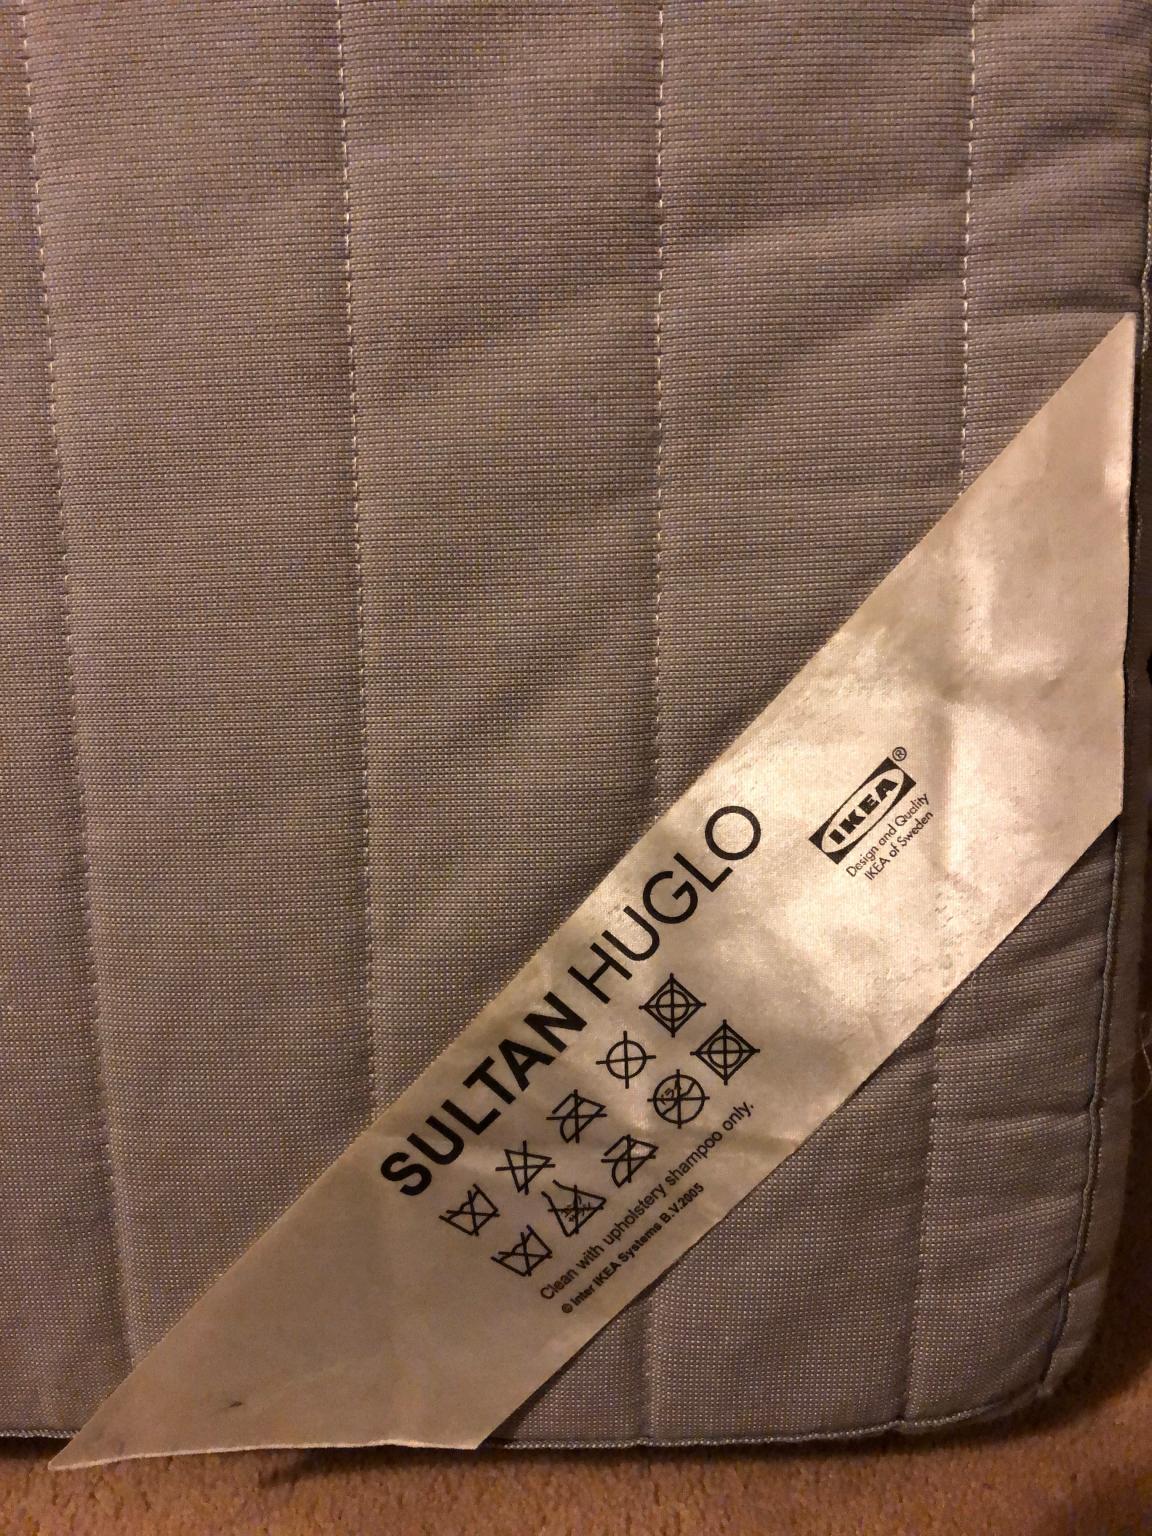 SULTAN HUGLO
IKEA®
Design and Quality
IKEA of Sweden
Clean with upholstery shampoo only.
© Inter IKEA Systems B.V.2005